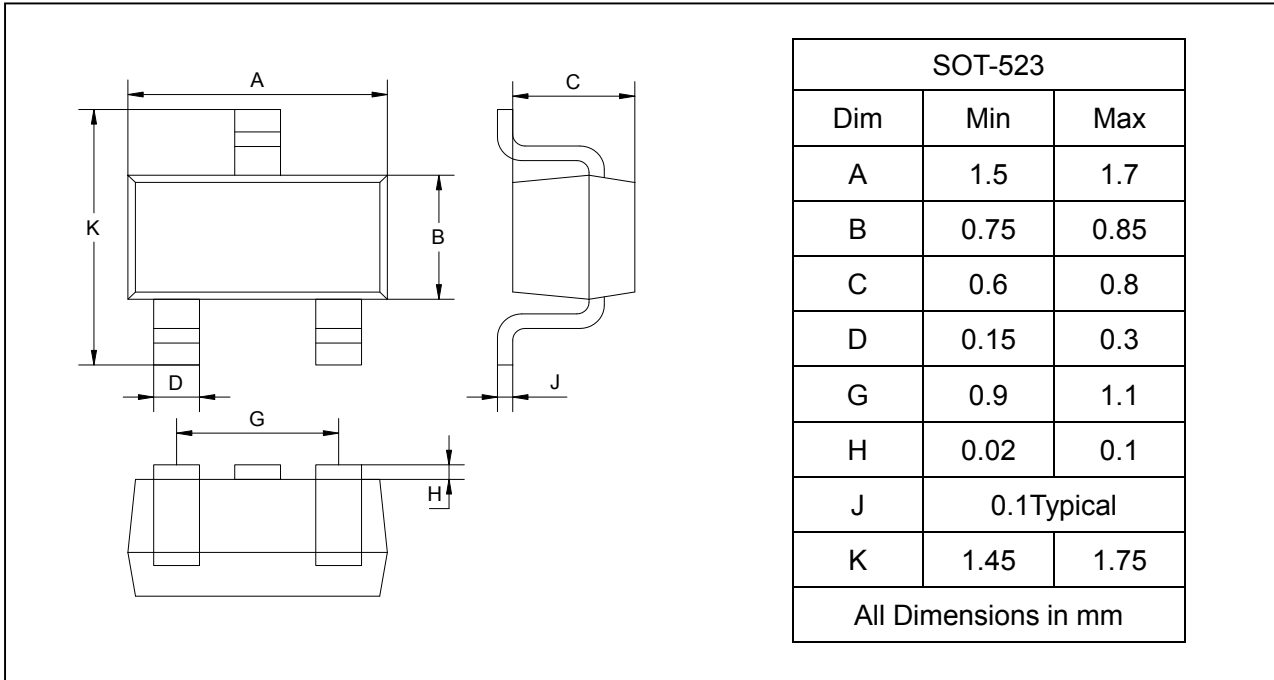 A
C
K
B
D
J
G
H
SOT-523
Dim Min Max
A 1.5 1.7
B 0.75 0.85
C 0.6 0.8
D 0.15 0.3
G 0.9 1.1
H 0.02 0.1
J 0.1Typical
K 1.45 1.75
All Dimensions in mm